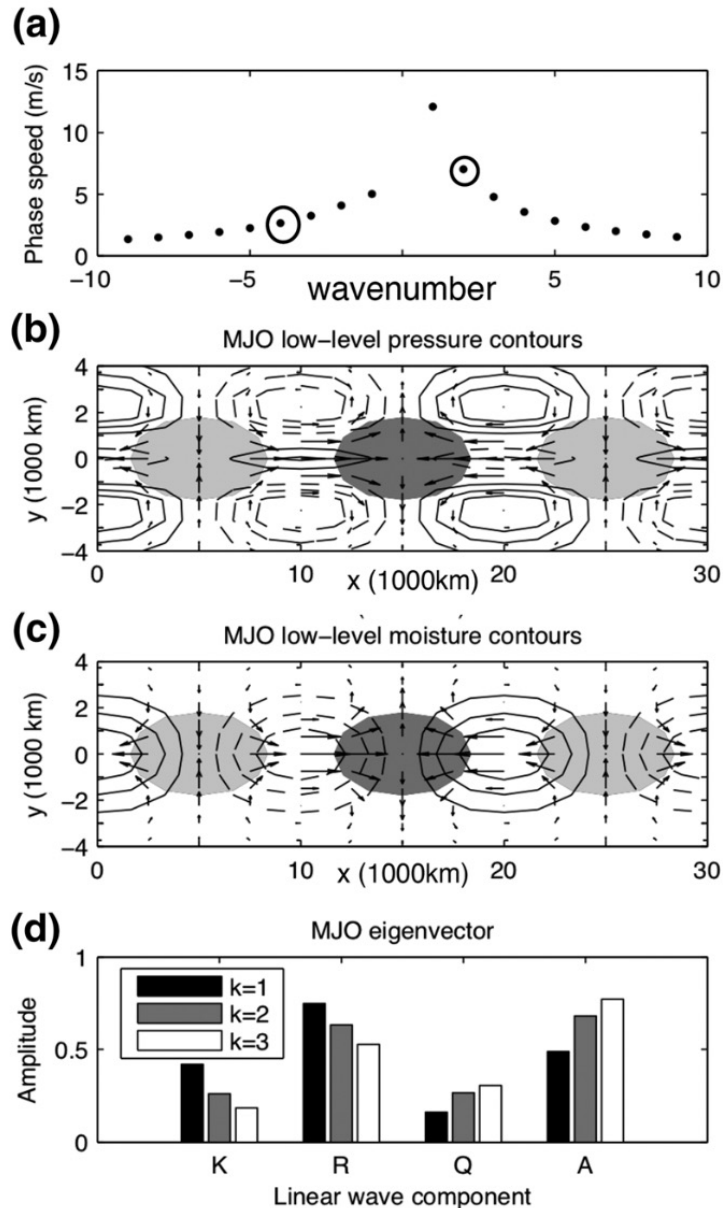 (a)
Phase speed (m/s)
15
10
5
0
−10
−5
0
5
10
wavenumber
(b)
MJO low−level pressure contours
y (1000 km)
4
2
0
−2
−4
0
10
20
30
x (1000km)
(c)
MJO low−level moisture contours
y (1000 km)
4
2
0
−2
−4
0
10
20
30
x (1000km)
(d)
MJO eigenvector
Amplitude
1
0.5
0
k=1
k=2
k=3
K
R
Q
A
Linear wave component